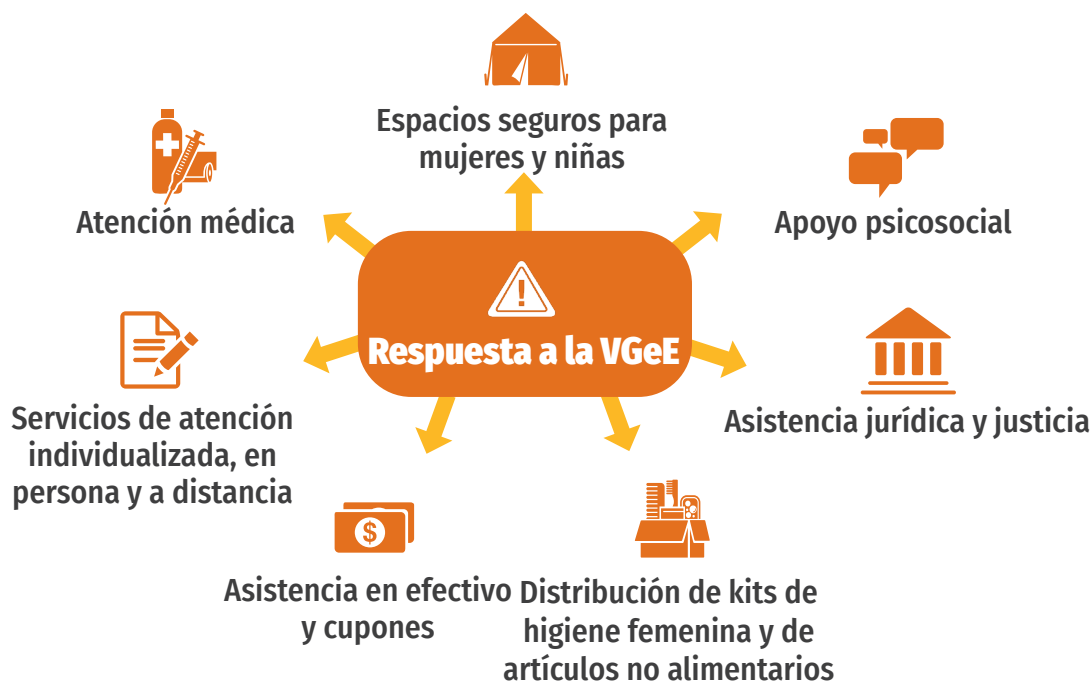 Espacios seguros para
mujeres y niñas
Atención médica
Apoyo psicosocial
Respuesta a la VGeE
Servicios de atención
individualizada, en
persona y a distancia
Asistencia jurídica y justicia
$
Asistencia en efectivo
y cupones
Distribución de kits de
higiene femenina y de
artículos no alimentarios